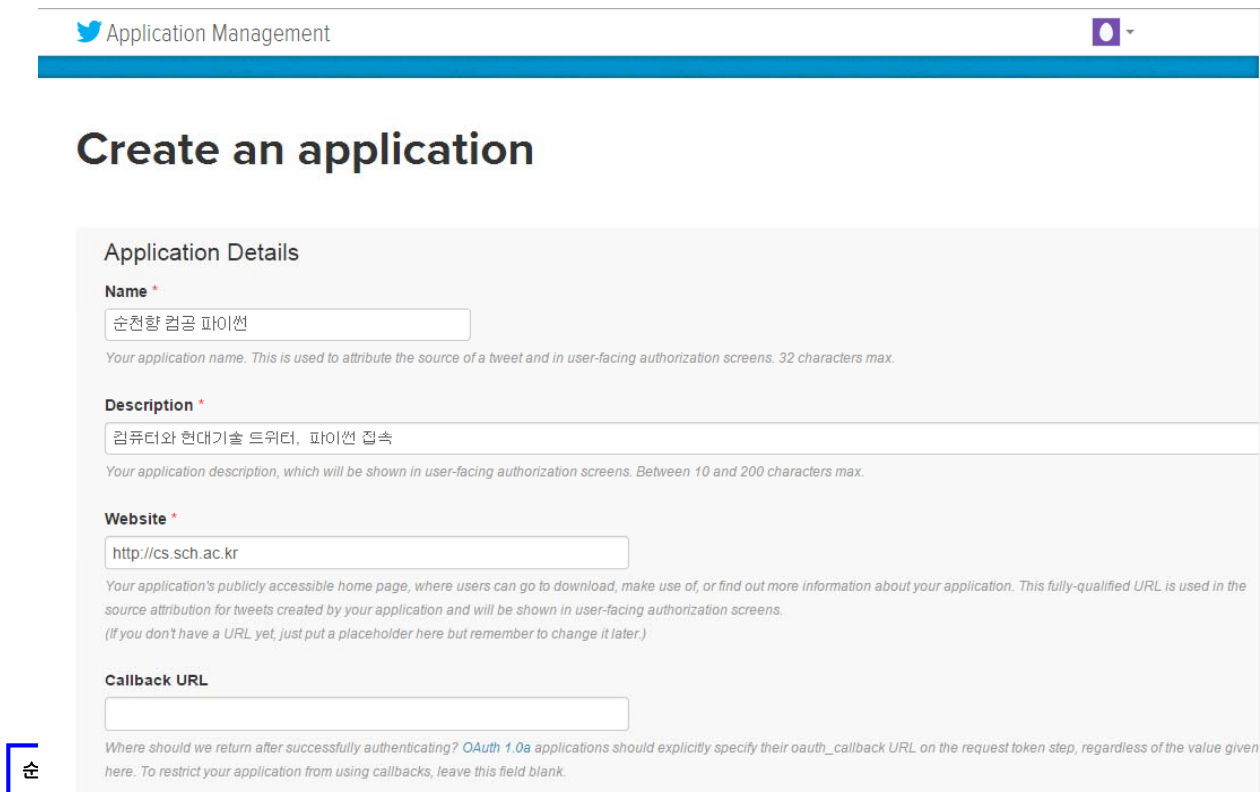 Application Management
Create an application
Application Details
Name *
순천향 컴공 파이썬
Your application name. This is used to attribute the source of a tweet and in user-facing authorization screens. 32 characters max.
Description *
컴퓨터와 현대기술 트위터, 파이썬 접속
Your application description, which will be shown in user-facing authorization screens. Between 10 and 200 characters max.
Website *
http://cs.sch.ac.kr
Your application's publicly accessible home page, where users can go to download, make use of, or find out more information about your application. This fully-qualified URL is used in the
source attribution for tweets created by your application and will be shown in user-facing authorization screens.
(If you don't have a URL yet, just put a placeholder here but remember to change it later.)
Callback URL
Where should we return after successfully authenticating? OAuth 1.0a applications should explicitly specify their oauth_callback URL on the request token step, regardless of the value given
here. To restrict your application from using callbacks, leave this field blank.
순